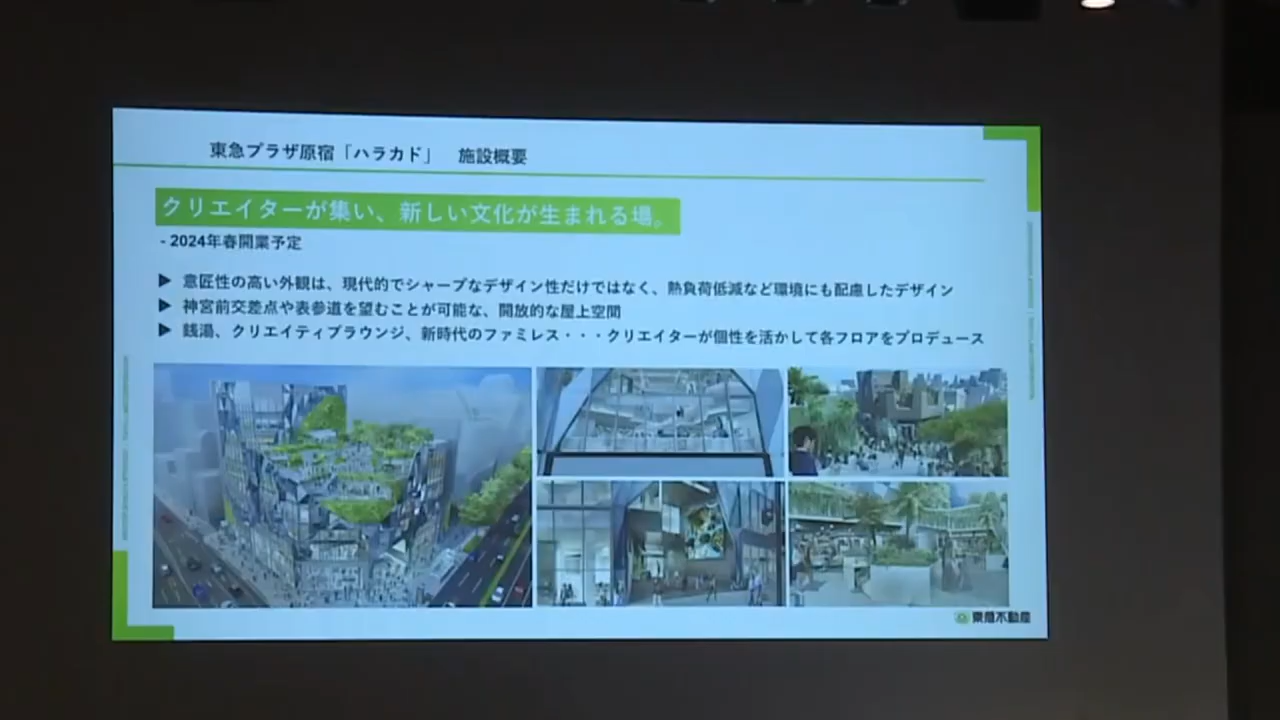 東急プラザ原宿「ハラカド」　施設概要
クリエイターが集い、新しい文化が生まれる場。
- 2024年春開業予定
▶ 意匠性の高い外観は、現代的でシャープなデザイン性だけではなく、熱負荷低減など環境にも配慮したデザイン
▶ 神宮前交差点や表参道を望むことが可能な、開放的な屋上空間
▶ 銭湯、クリエイティブラウンジ、新時代のファミレス・・・クリエイターが個性を活かして各フロアをプロデュース
東急不動産